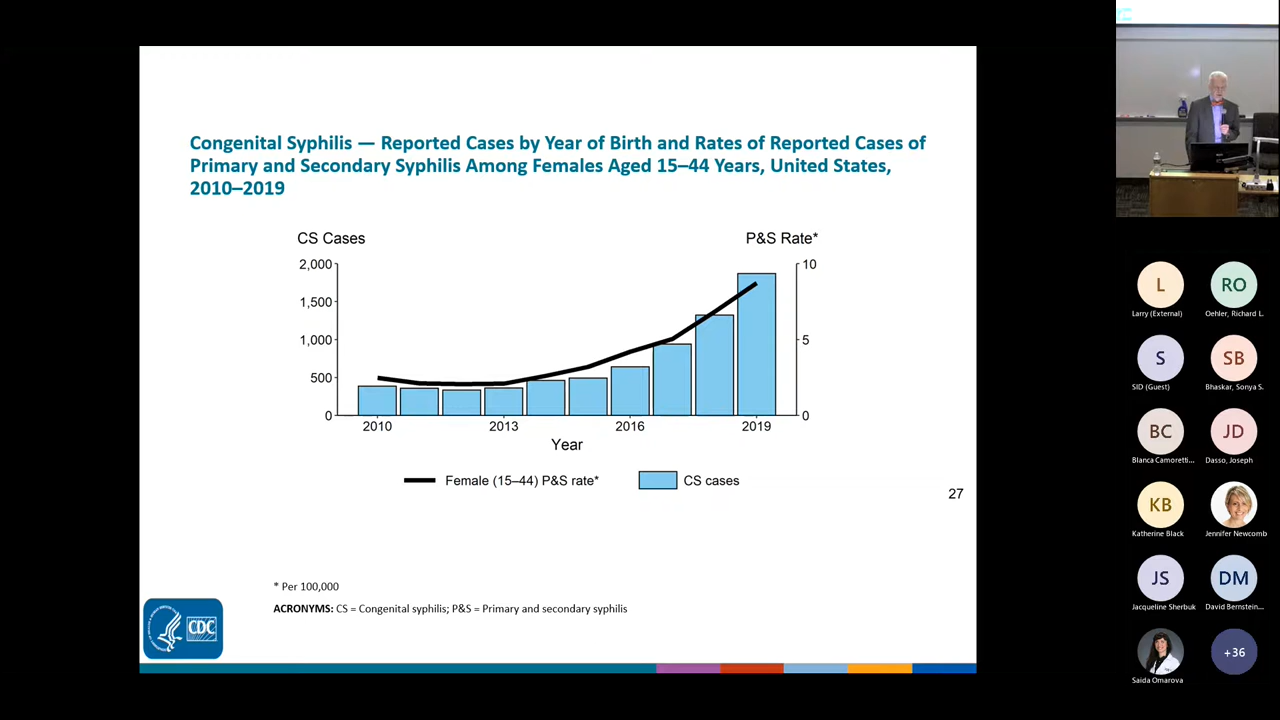 Congenital Syphilis — Reported Cases by Year of Birth and Rates of Reported Cases of
Primary and Secondary Syphilis Among Females Aged 15–44 Years, United States,
2010–2019
CS Cases
P&S Rate*
2,000
1,500
1,000
500
0
10
5
0
2010
2013
2016
2019
Year
Female (15–44) P&S rate*
CS cases
27
* Per 100,000
ACRONYMS: CS = Congenital syphilis; P&S = Primary and secondary syphilis
CDC
L
Larry (External)
RO
Oehler, Richard L.
S
SID (Guest)
SB
Bhaskar, Sonya S.
BC
Blanca Camoretti...
JD
Dasso, Joseph
KB
Katherine Black
Jennifer Newcomb
JS
Jacqueline Sherbuk
DM
David Bernstein...
Saida Omarova
+36